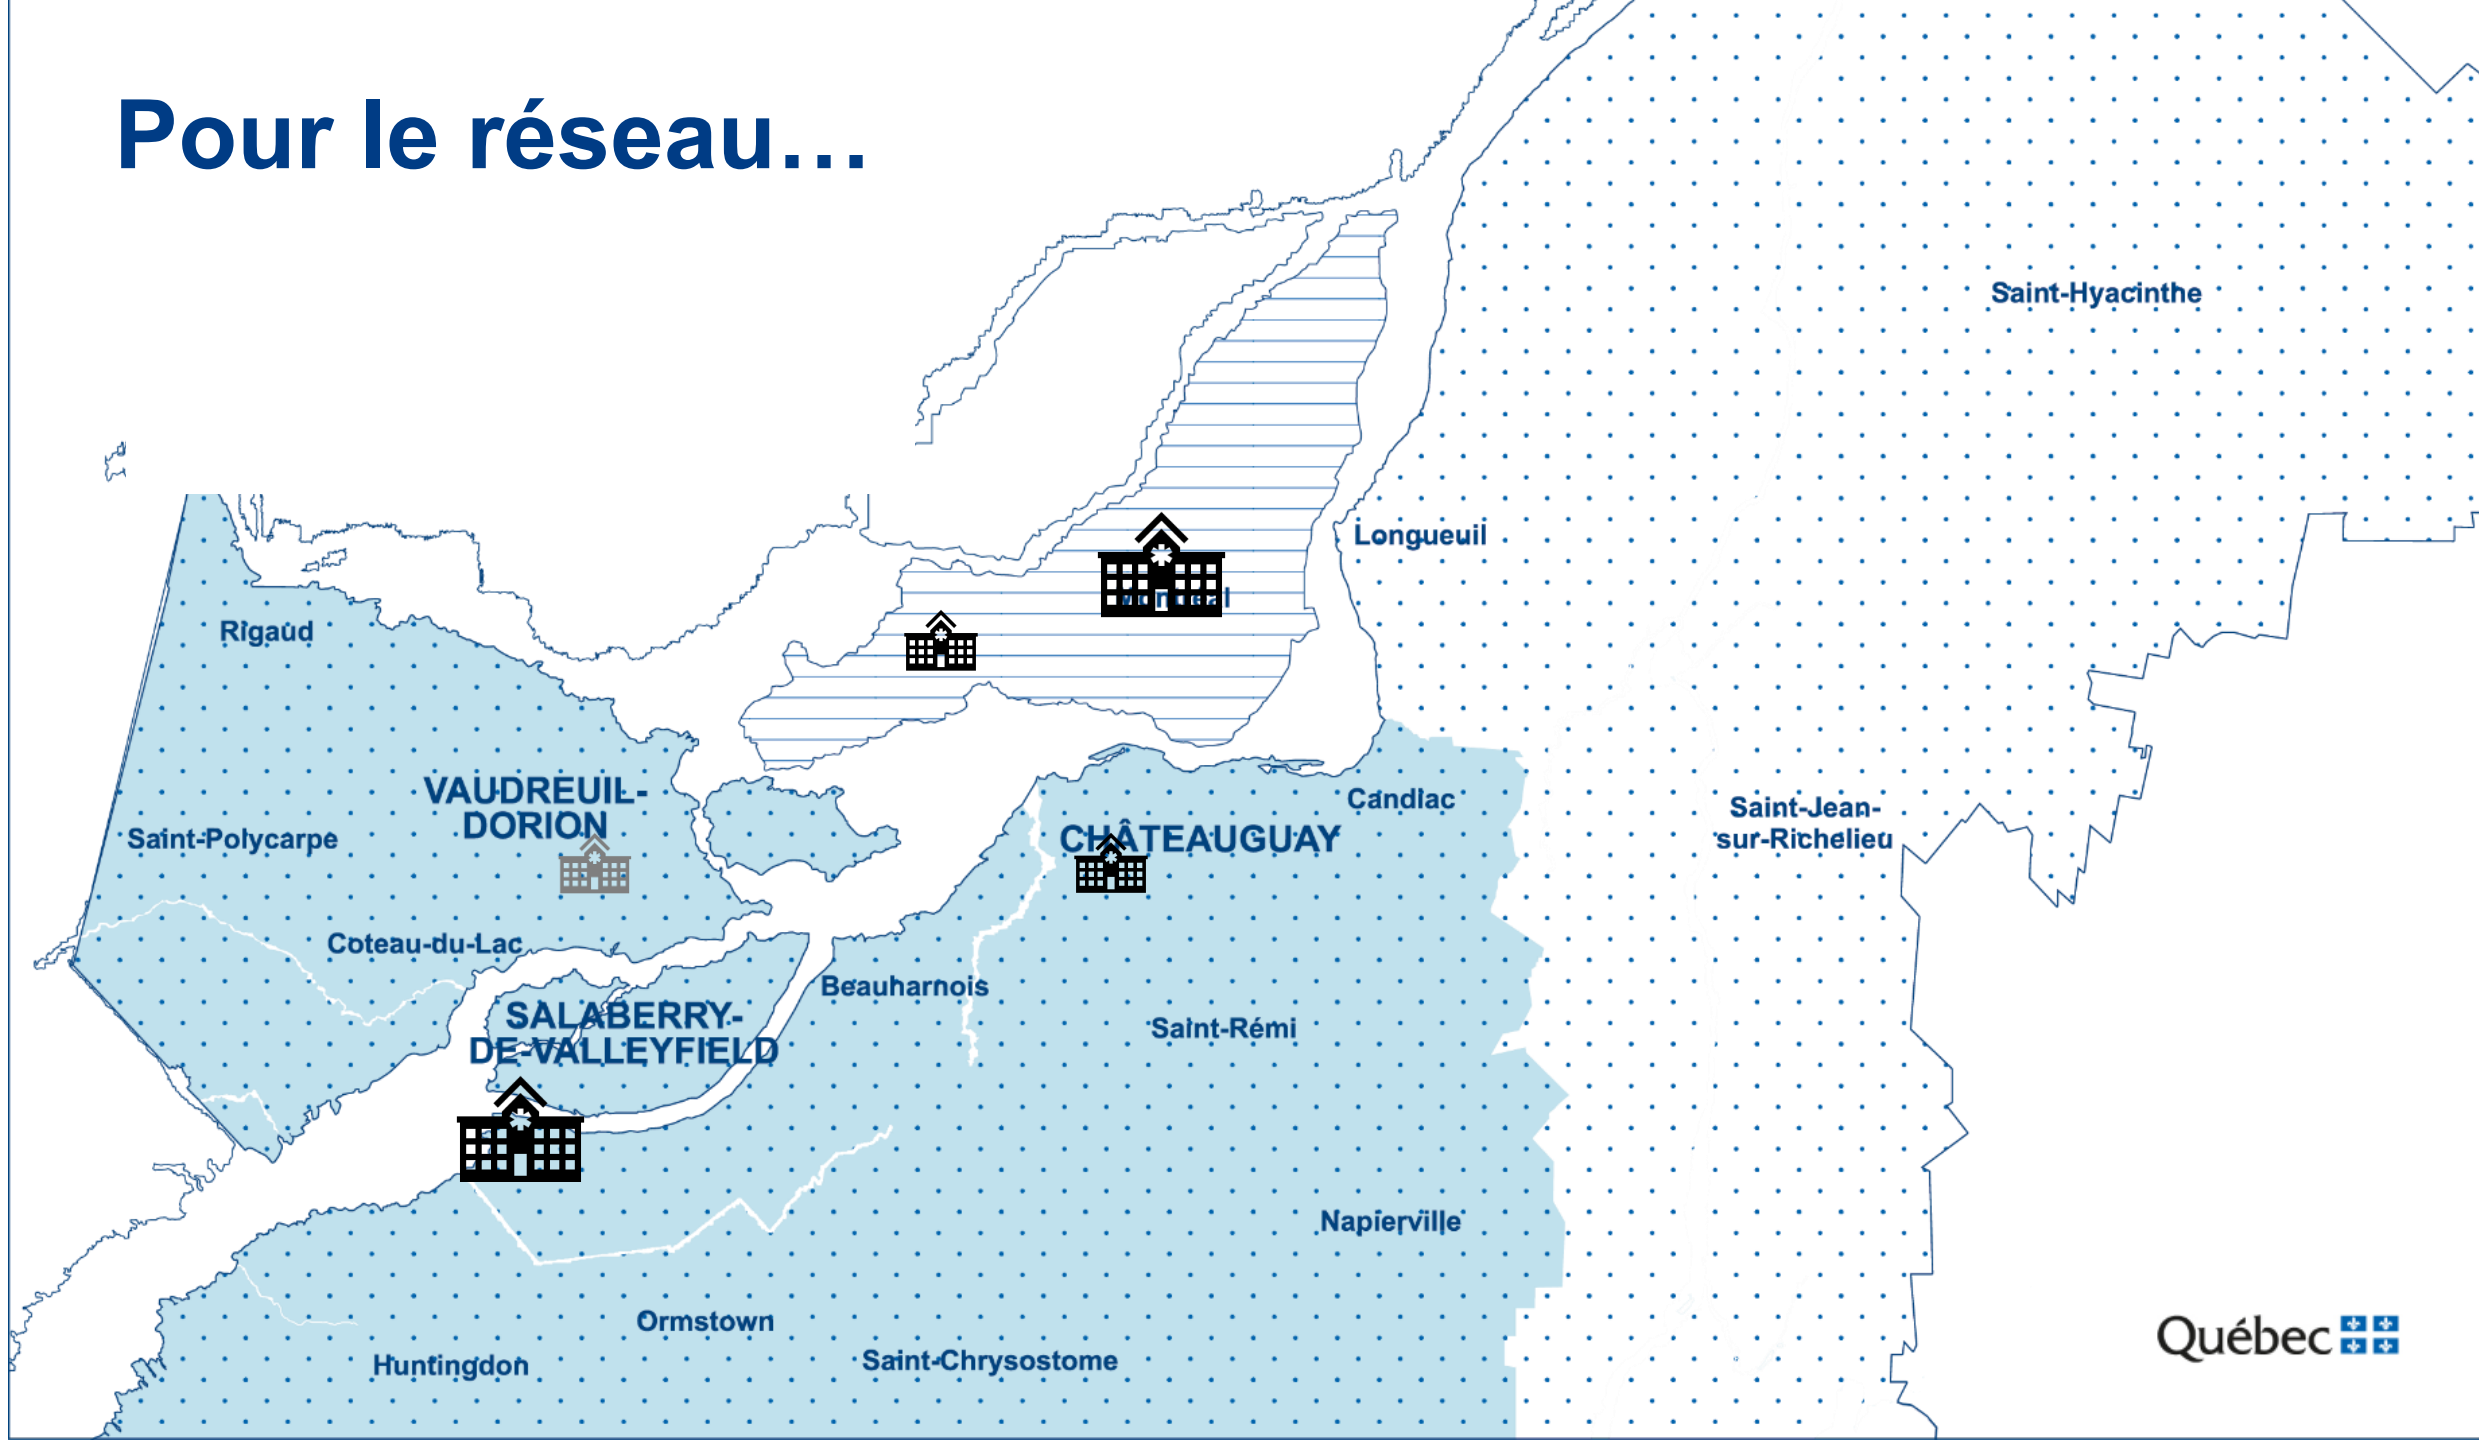 Pour le réseau…
Saint-Hyacinthe
Longueuil
Rigaud
VAUDREUIL-
DORION
Saint-Polycarpe
Candiac
CHÂTEAUGUAY
Saint-Jean-
sur-Richelieu
Coteau-du-Lac
Beauharnois
SALABERRY-
DE-VALLEYFIELD
Saint-Rémi
Napierville
Ormstown
Huntingdon
Saint-Chrysostome
Québec